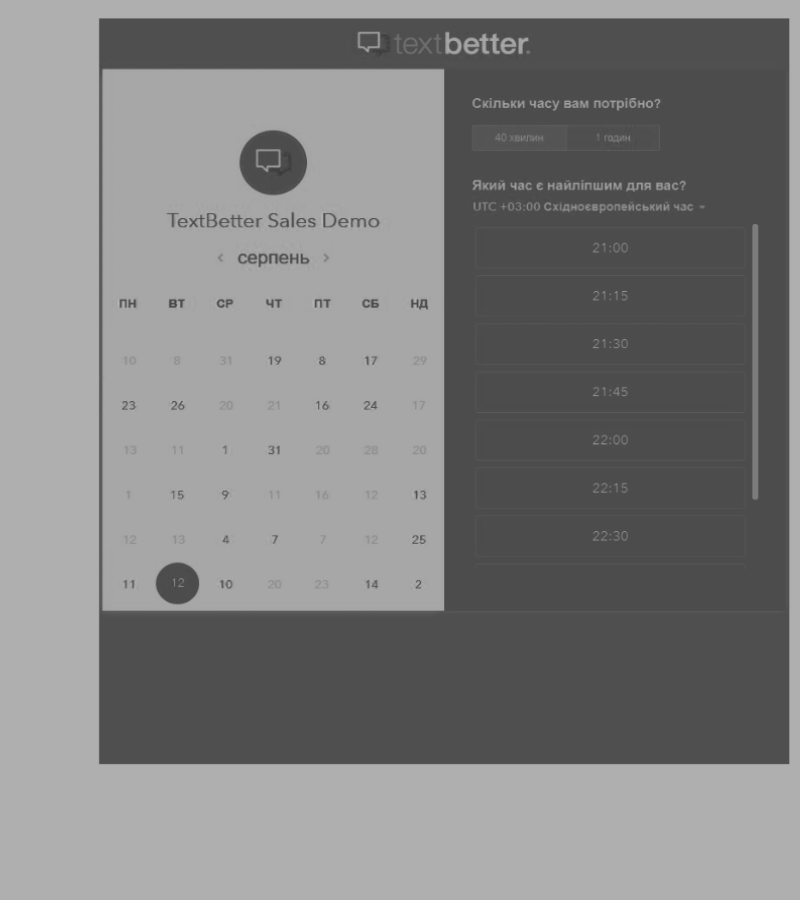 textbetter.
TextBetter Sales Demo
‹ серпень ›
ПН ВТ СР ЧТ ПТ СБ НД
10 8 31 19 8 17 29
23 26 20 21 16 24 17
13 11 1 31 20 28 20
1 15 9 11 16 12 13
12 13 4 7 7 12 25
11 12 10 20 23 14 2
Скільки часу вам потрібно?
40 хвилин 1 годин
Який час є найліпшим для вас?
UTC +03:00 Східноєвропейський час
21:00
21:15
21:30
21:45
22:00
22:15
22:30